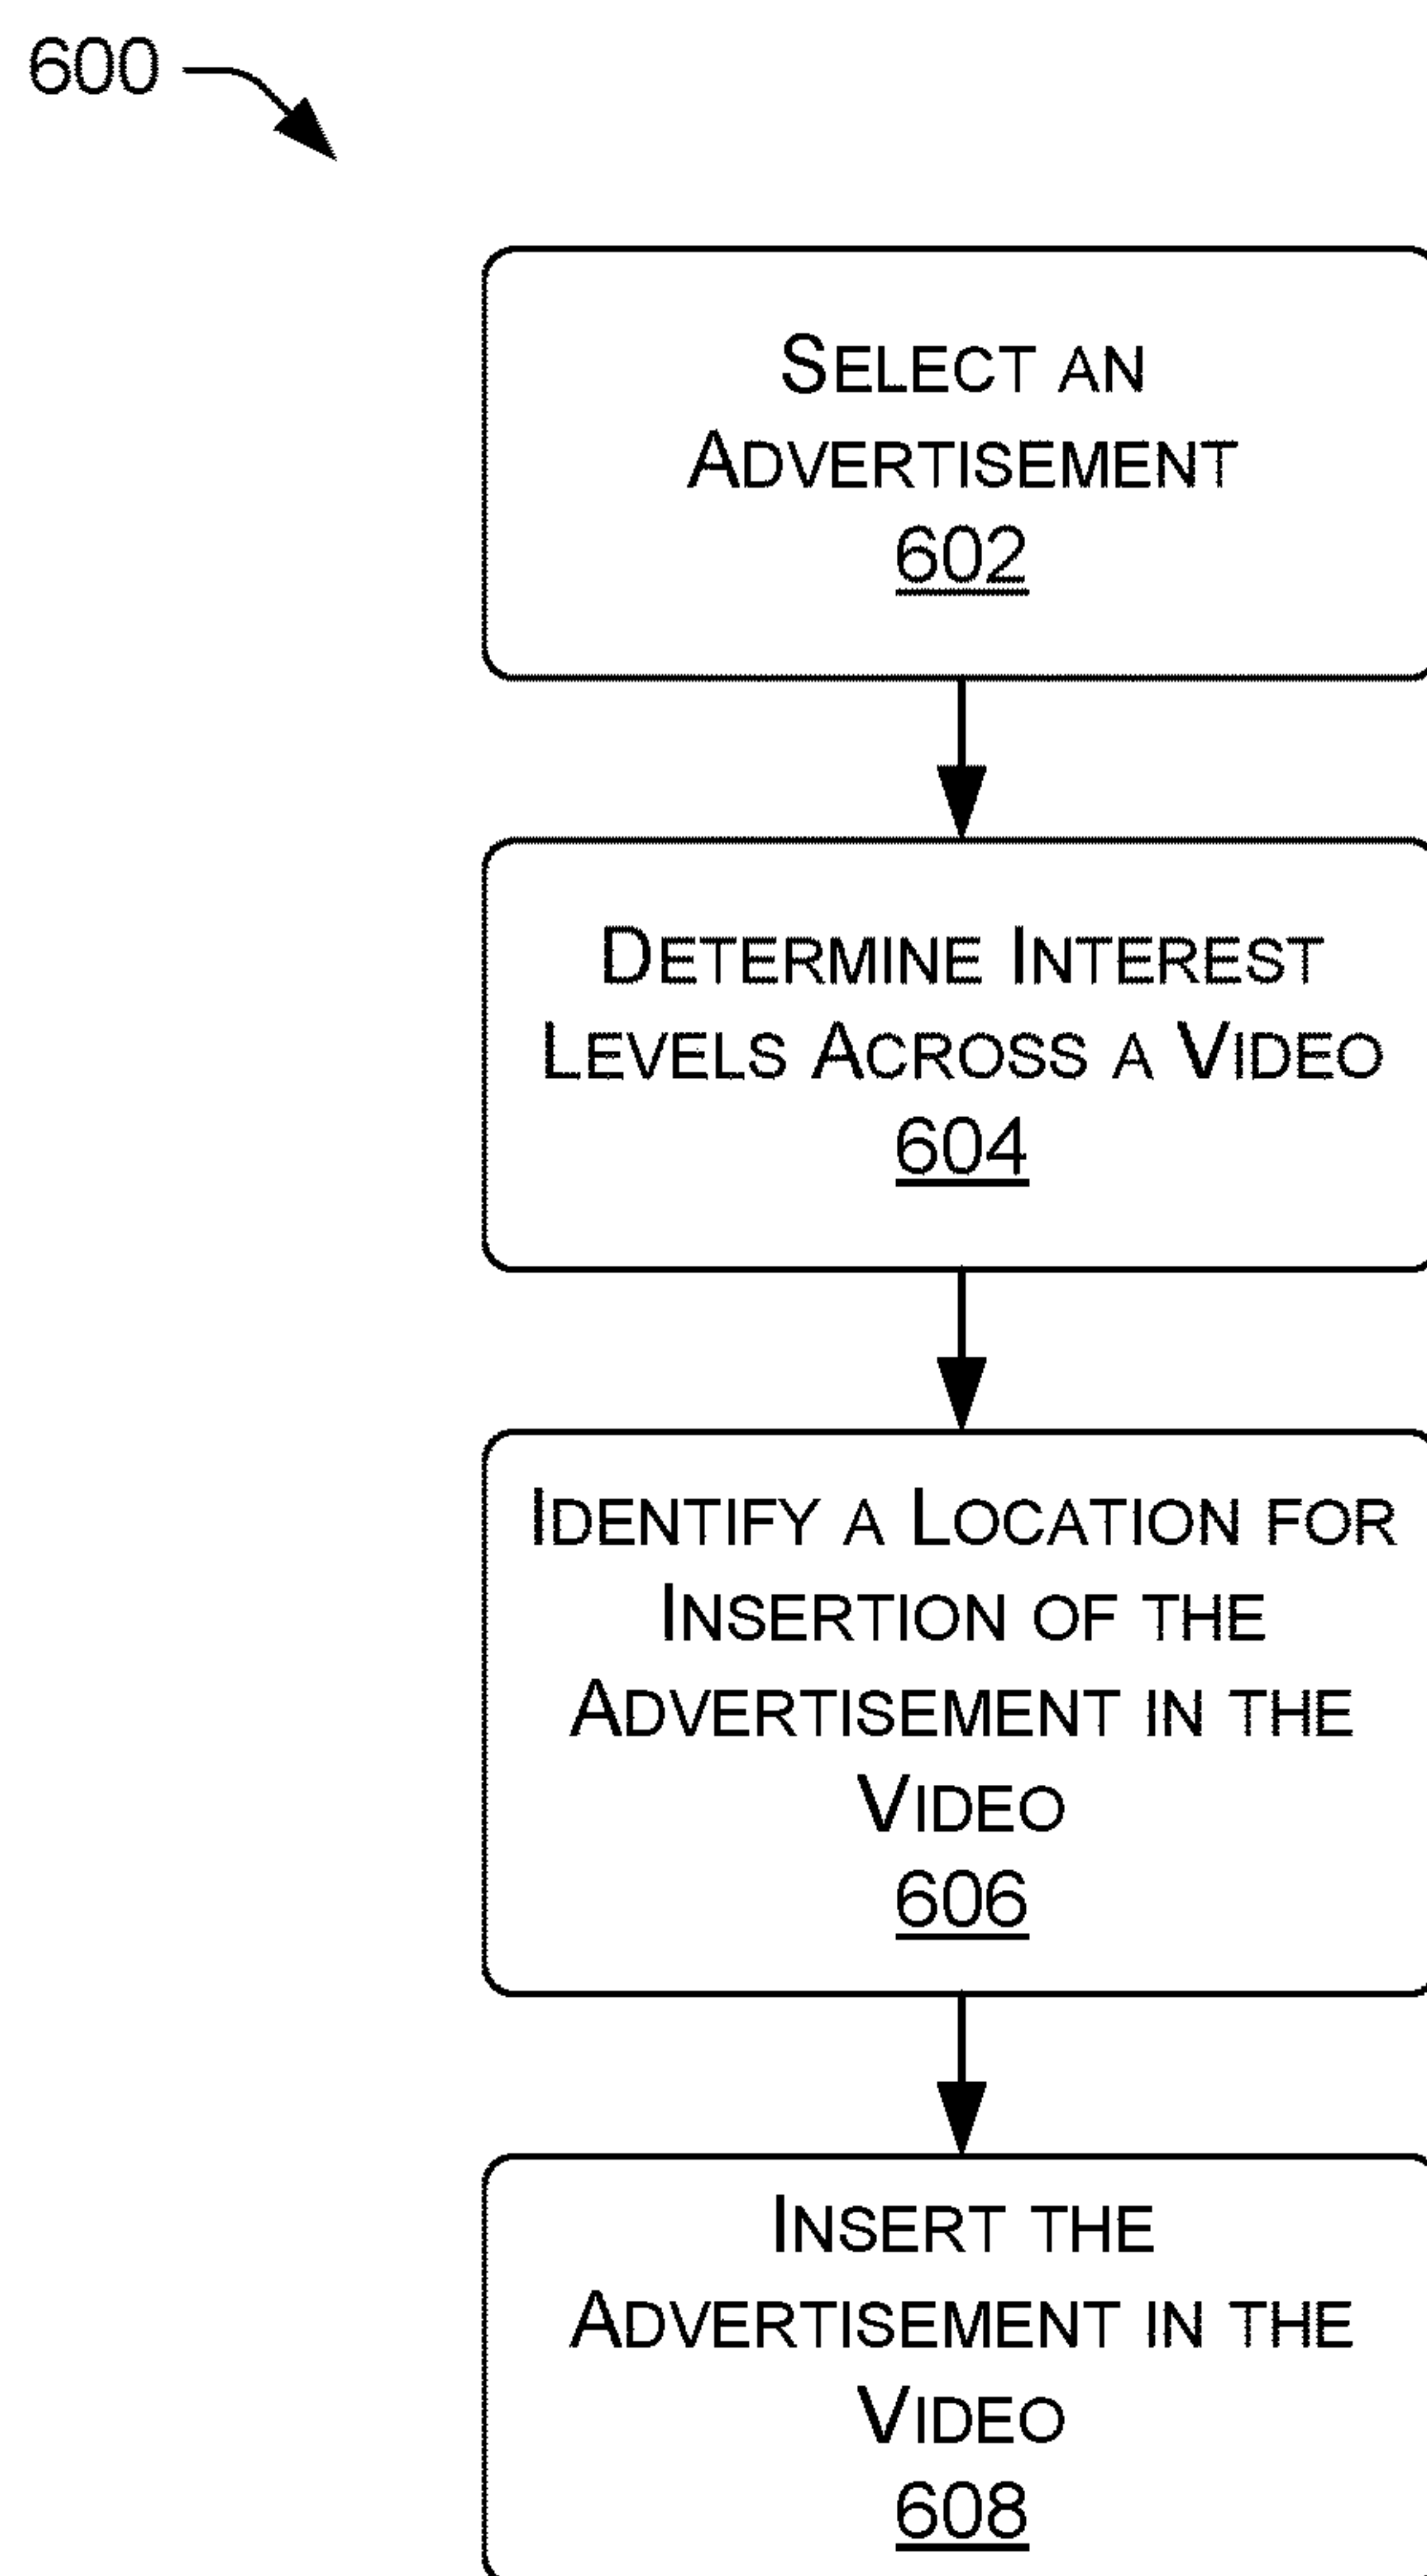 600
SELECT AN
ADVERTISEMENT
602
DETERMINE INTEREST
LEVELS ACROSS A VIDEO
604
IDENTIFY A LOCATION FOR
INSERTION OF THE
ADVERTISEMENT IN THE
VIDEO
606
INSERT THE
ADVERTISEMENT IN THE
VIDEO
608